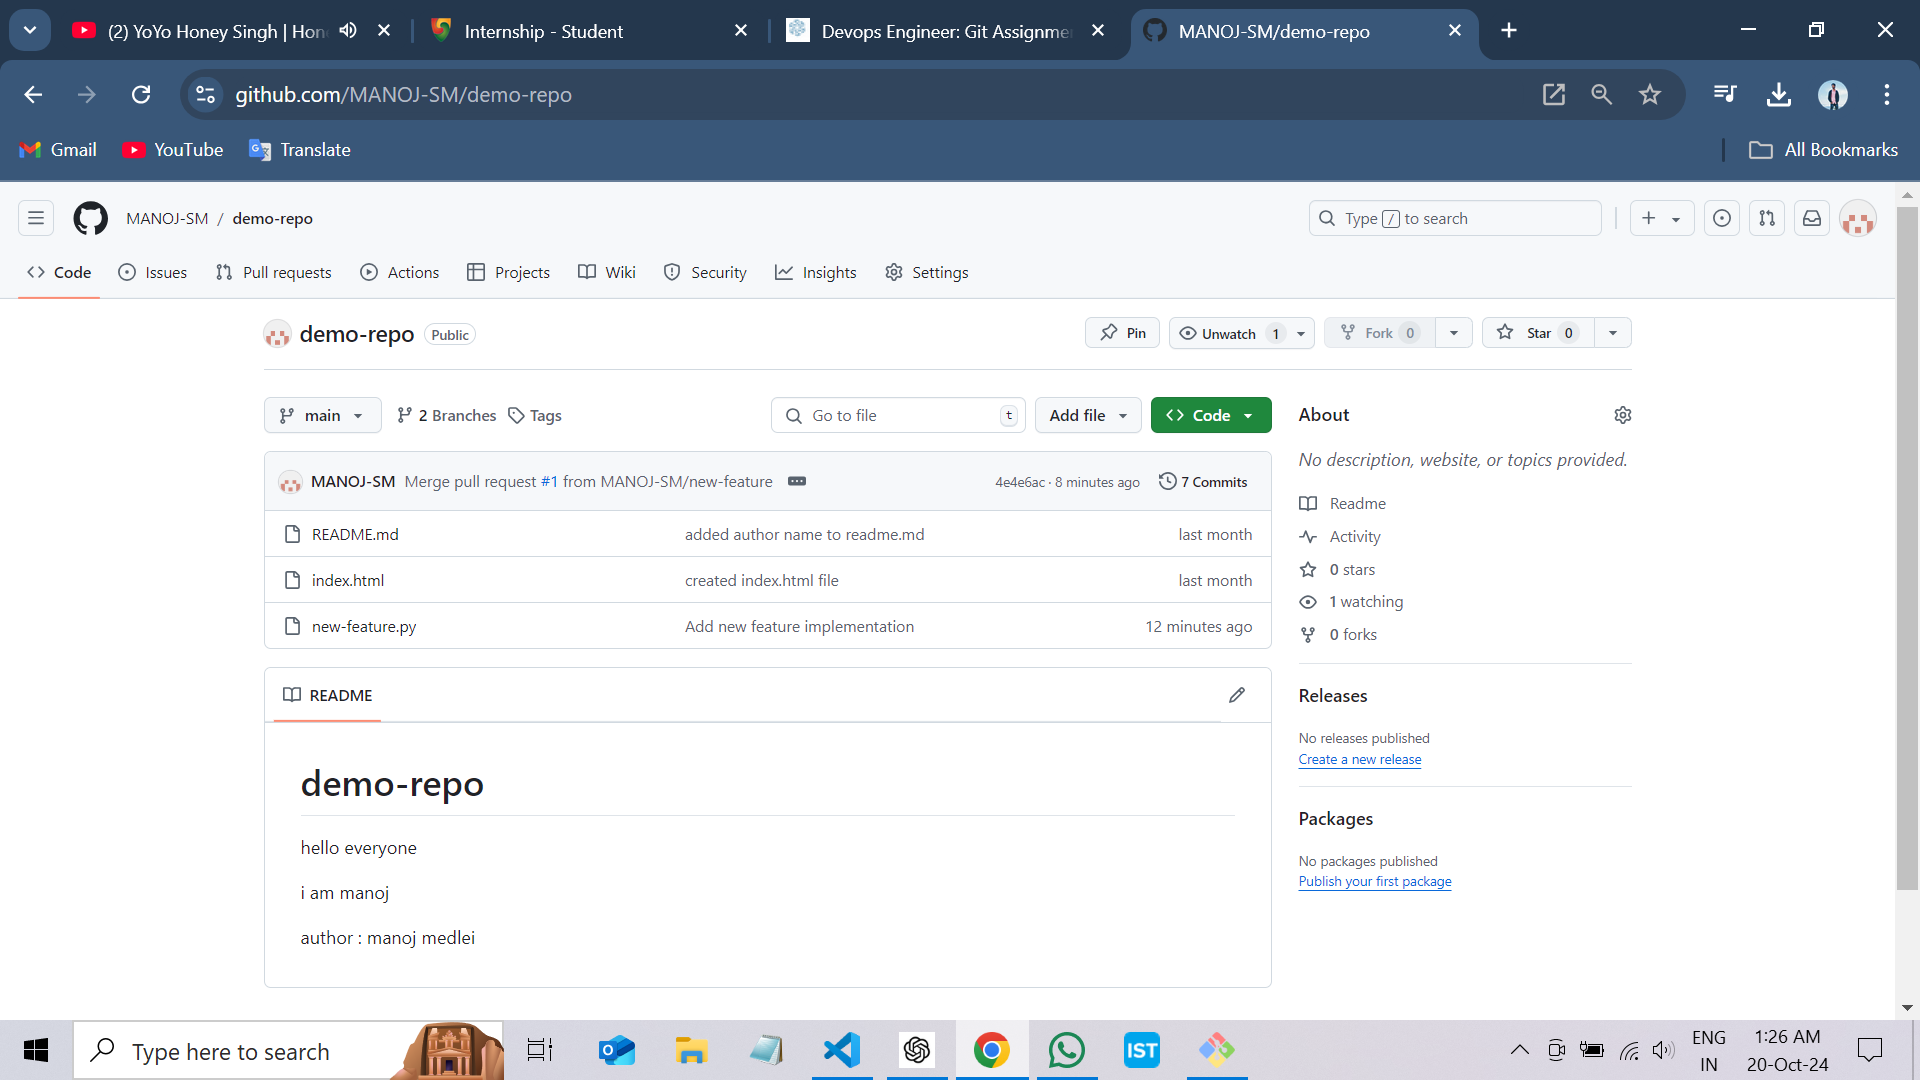 (2) YoYo Honey Singh | Hon
Internship - Student
Devops Engineer: Git Assignme
MANOJ-SM/demo-repo
github.com/MANOJ-SM/demo-repo
Gmail
YouTube
Translate
All Bookmarks
MANOJ-SM / demo-repo
Type / to search
Code
Issues
Pull requests
Actions
Projects
Wiki
Security
Insights
Settings
demo-repo
Public
Pin
Unwatch 1
Fork 0
Star 0
main
2 Branches
Tags
Go to file
t
Add file
Code
About
No description, website, or topics provided.
MANOJ-SM Merge pull request #1 from MANOJ-SM/new-feature
4e4e6ac · 8 minutes ago
7 Commits
README.md
added author name to readme.md
last month
index.html
created index.html file
last month
new-feature.py
Add new feature implementation
12 minutes ago
Readme
Activity
0 stars
1 watching
0 forks
README
Releases
No releases published
Create a new release
demo-repo
hello everyone
i am manoj
author : manoj medlei
Packages
No packages published
Publish your first package
Type here to search
IST
ENG
IN
1:26 AM
20-Oct-24